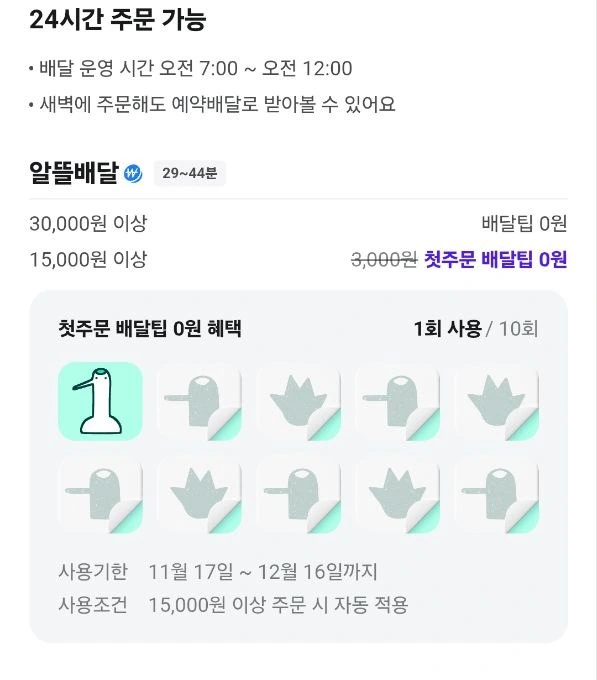 24시간 주문 가능
• 배달 운영 시간 오전 7:00 ~ 오전 12:00
• 새벽에 주문해도 예약배달로 받아볼 수 있어요
알뜰배달 W 29~44분
30,000원 이상 배달팁 0원
15,000원 이상 3,000원 첫주문 배달팁 0원
첫주문 배달팁 0원 혜택 1회 사용 / 10회
사용기한 11월 17일 ~ 12월 16일까지
사용조건 15,000원 이상 주문 시 자동 적용